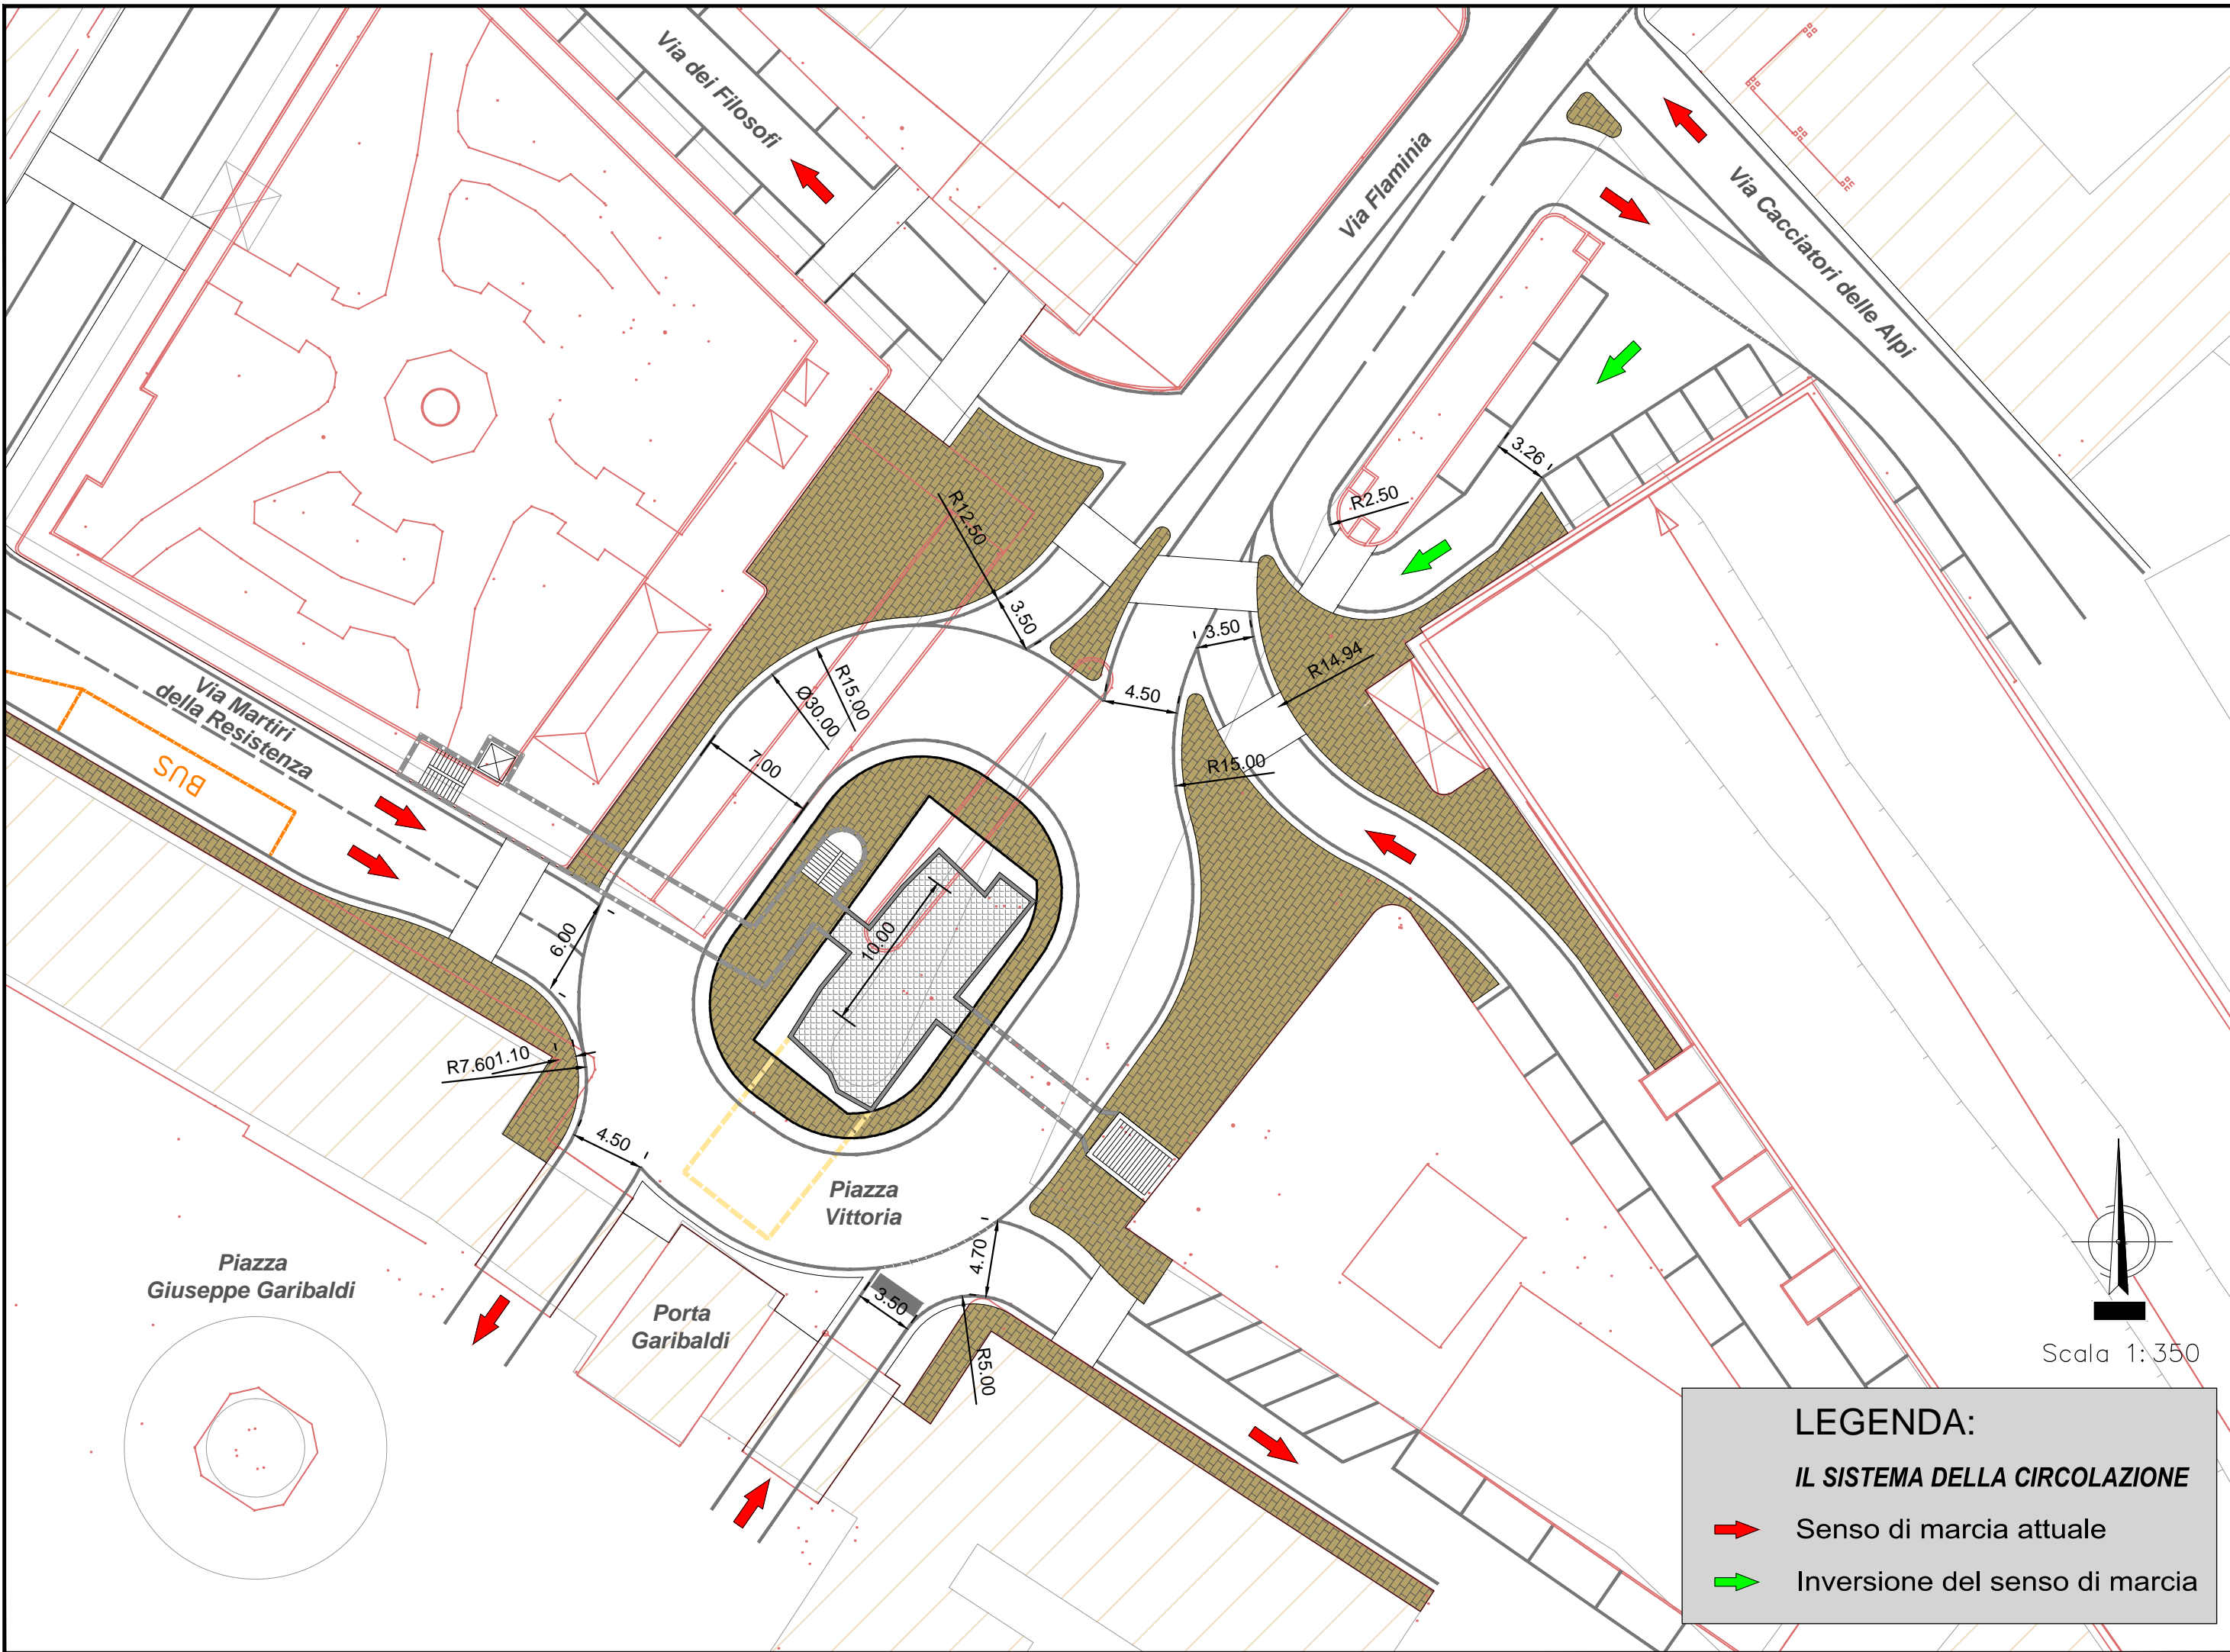 Via dei Filosofi
Via Flaminia
Via Cacciatori delle Alpi
3.26
R2.50
R12.50
3.50
3.50
R14.94
4.50
R15.00
Ø30.00
7.00
R15.00
Via Martiri
della Resistenza
BUS
6.00
10.00
R7.60
1.10
4.50
Piazza
Vittoria
4.70
3.50
R5.00
Piazza
Giuseppe Garibaldi
Porta
Garibaldi
Scala 1:350
LEGENDA:
IL SISTEMA DELLA CIRCOLAZIONE
Senso di marcia attuale
Inversione del senso di marcia